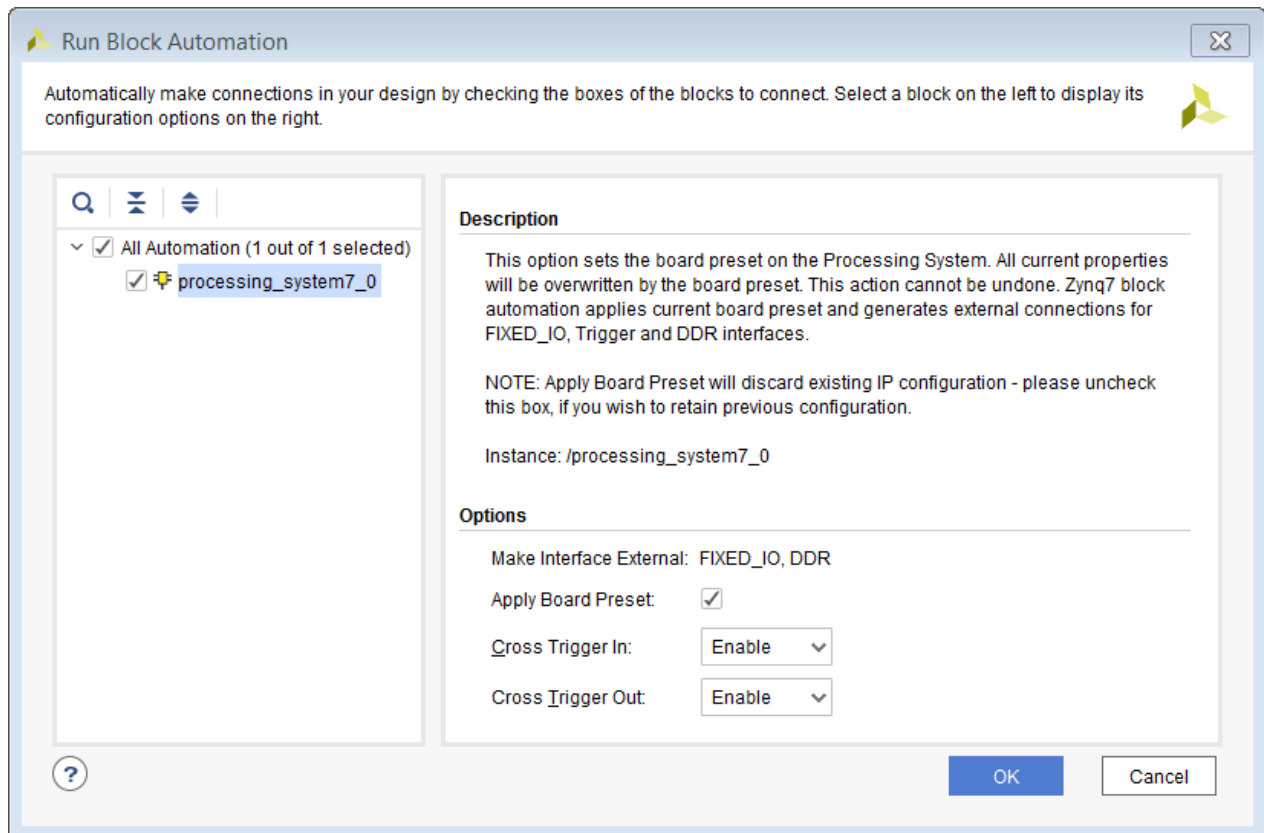 Run Block Automation
Automatically make connections in your design by checking the boxes of the blocks to connect. Select a block on the left to display its
configuration options on the right.
All Automation (1 out of 1 selected)
processing_system7_0
Description
This option sets the board preset on the Processing System. All current properties
will be overwritten by the board preset. This action cannot be undone. Zynq7 block
automation applies current board preset and generates external connections for
FIXED_IO, Trigger and DDR interfaces.
NOTE: Apply Board Preset will discard existing IP configuration - please uncheck
this box, if you wish to retain previous configuration.
Instance: /processing_system7_0
Options
Make Interface External: FIXED_IO, DDR
Apply Board Preset:
Cross Trigger In: Enable
Cross Trigger Out: Enable
? OK Cancel